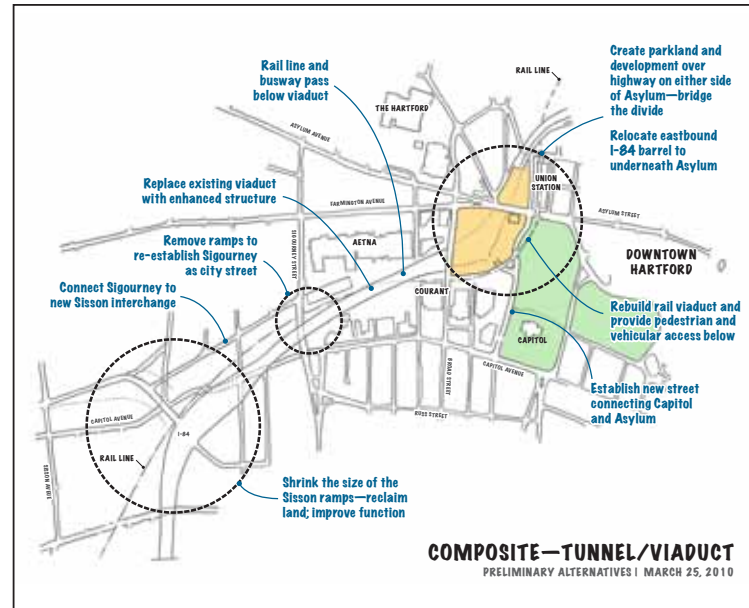 Create parkland and
development over
highway on either side
of Asylum—bridge
the divide
Relocate eastbound
I-84 barrel to
underneath Asylum
Rail line and
busway pass
below viaduct
RAIL LINE
THE HARTFORD
ASYLUM AVENUE
UNION
STATION
Replace existing viaduct
with enhanced structure
FARMINGTON AVENUE
ASYLUM STREET
SIGOURNEY STREET
AETNA
Remove ramps to
re-establish Sigourney
as city street
DOWNTOWN
HARTFORD
Connect Sigourney to
new Sisson interchange
COURANT
Rebuild rail viaduct and
provide pedestrian and
vehicular access below
CAPITOL
CAPITOL AVENUE
BROAD STREET
Establish new street
connecting Capitol
and Asylum
RUSS STREET
CAPITOL AVENUE
I-84
RAIL LINE
SISSON AVENUE
Shrink the size of the
Sisson ramps—reclaim
land; improve function
COMPOSITE—TUNNEL/VIADUCT
PRELIMINARY ALTERNATIVES | MARCH 25, 2010